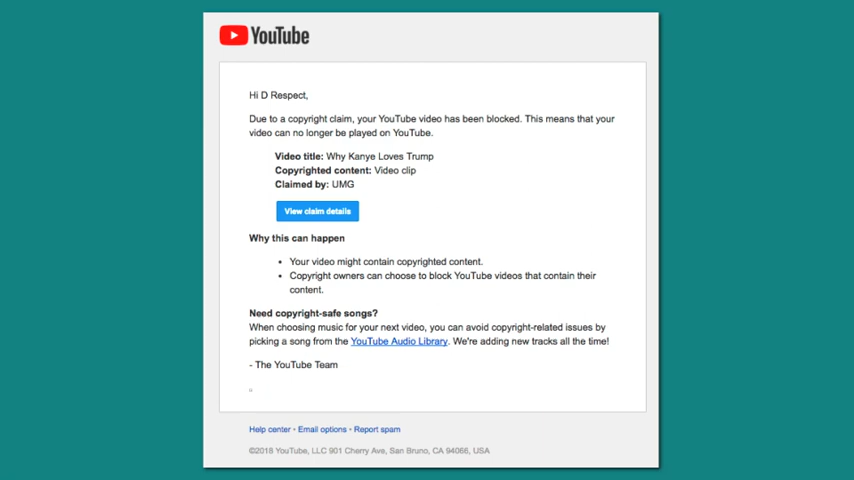 YouTube
Hi D Respect,
Due to a copyright claim, your YouTube video has been blocked. This means that your
video can no longer be played on YouTube.
Video title: Why Kanye Loves Trump
Copyrighted content: Video clip
Claimed by: UMG
View claim details
Why this can happen
• Your video might contain copyrighted content.
• Copyright owners can choose to block YouTube videos that contain their
content.
Need copyright-safe songs?
When choosing music for your next video, you can avoid copyright-related issues by
picking a song from the YouTube Audio Library. We're adding new tracks all the time!
- The YouTube Team
Help center • Email options • Report spam
©2018 YouTube, LLC 901 Cherry Ave, San Bruno, CA 94066, USA